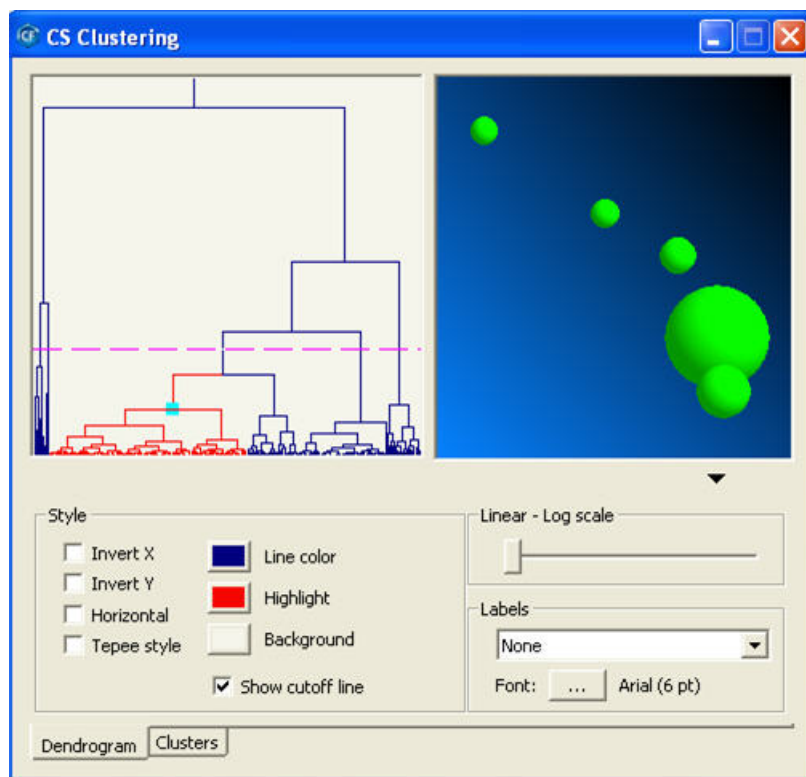 CF CS Clustering
Style
Invert X
Invert Y
Horizontal
Tepee style
Line color
Highlight
Background
Show cutoff line
Linear - Log scale
Labels
None
Font: ... Arial (6 pt)
Dendrogram Clusters